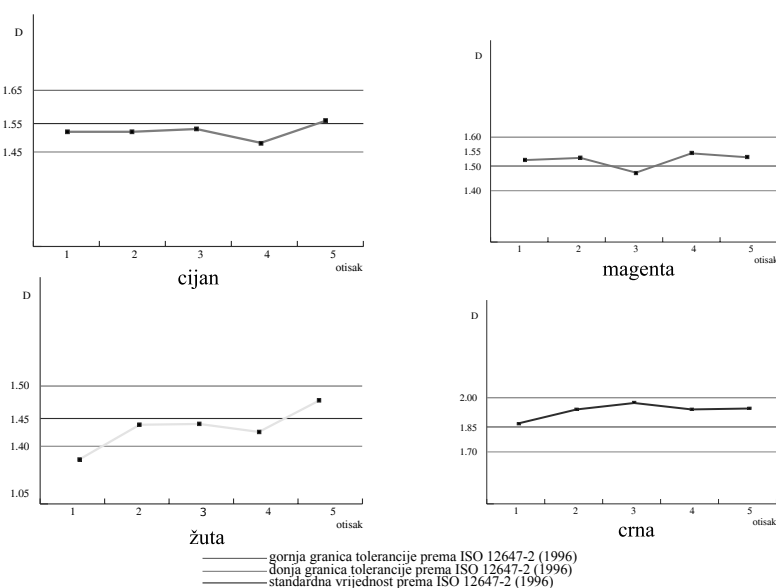 D
1.65
1.55
1.45
1 2 3 4 5
otisak
cijan
D
1.60
1.55
1.50
1.40
1 2 3 4 5
otisak
magenta
D
1.50
1.45
1.40
1.05
1 2 3 4 5
otisak
žuta
D
2.00
1.85
1.70
1 2 3 4 5
otisak
crna
gornja granica tolerancije prema ISO 12647-2 (1996)
donja granica tolerancije prema ISO 12647-2 (1996)
standardna vrijednost prema ISO 12647-2 (1996)